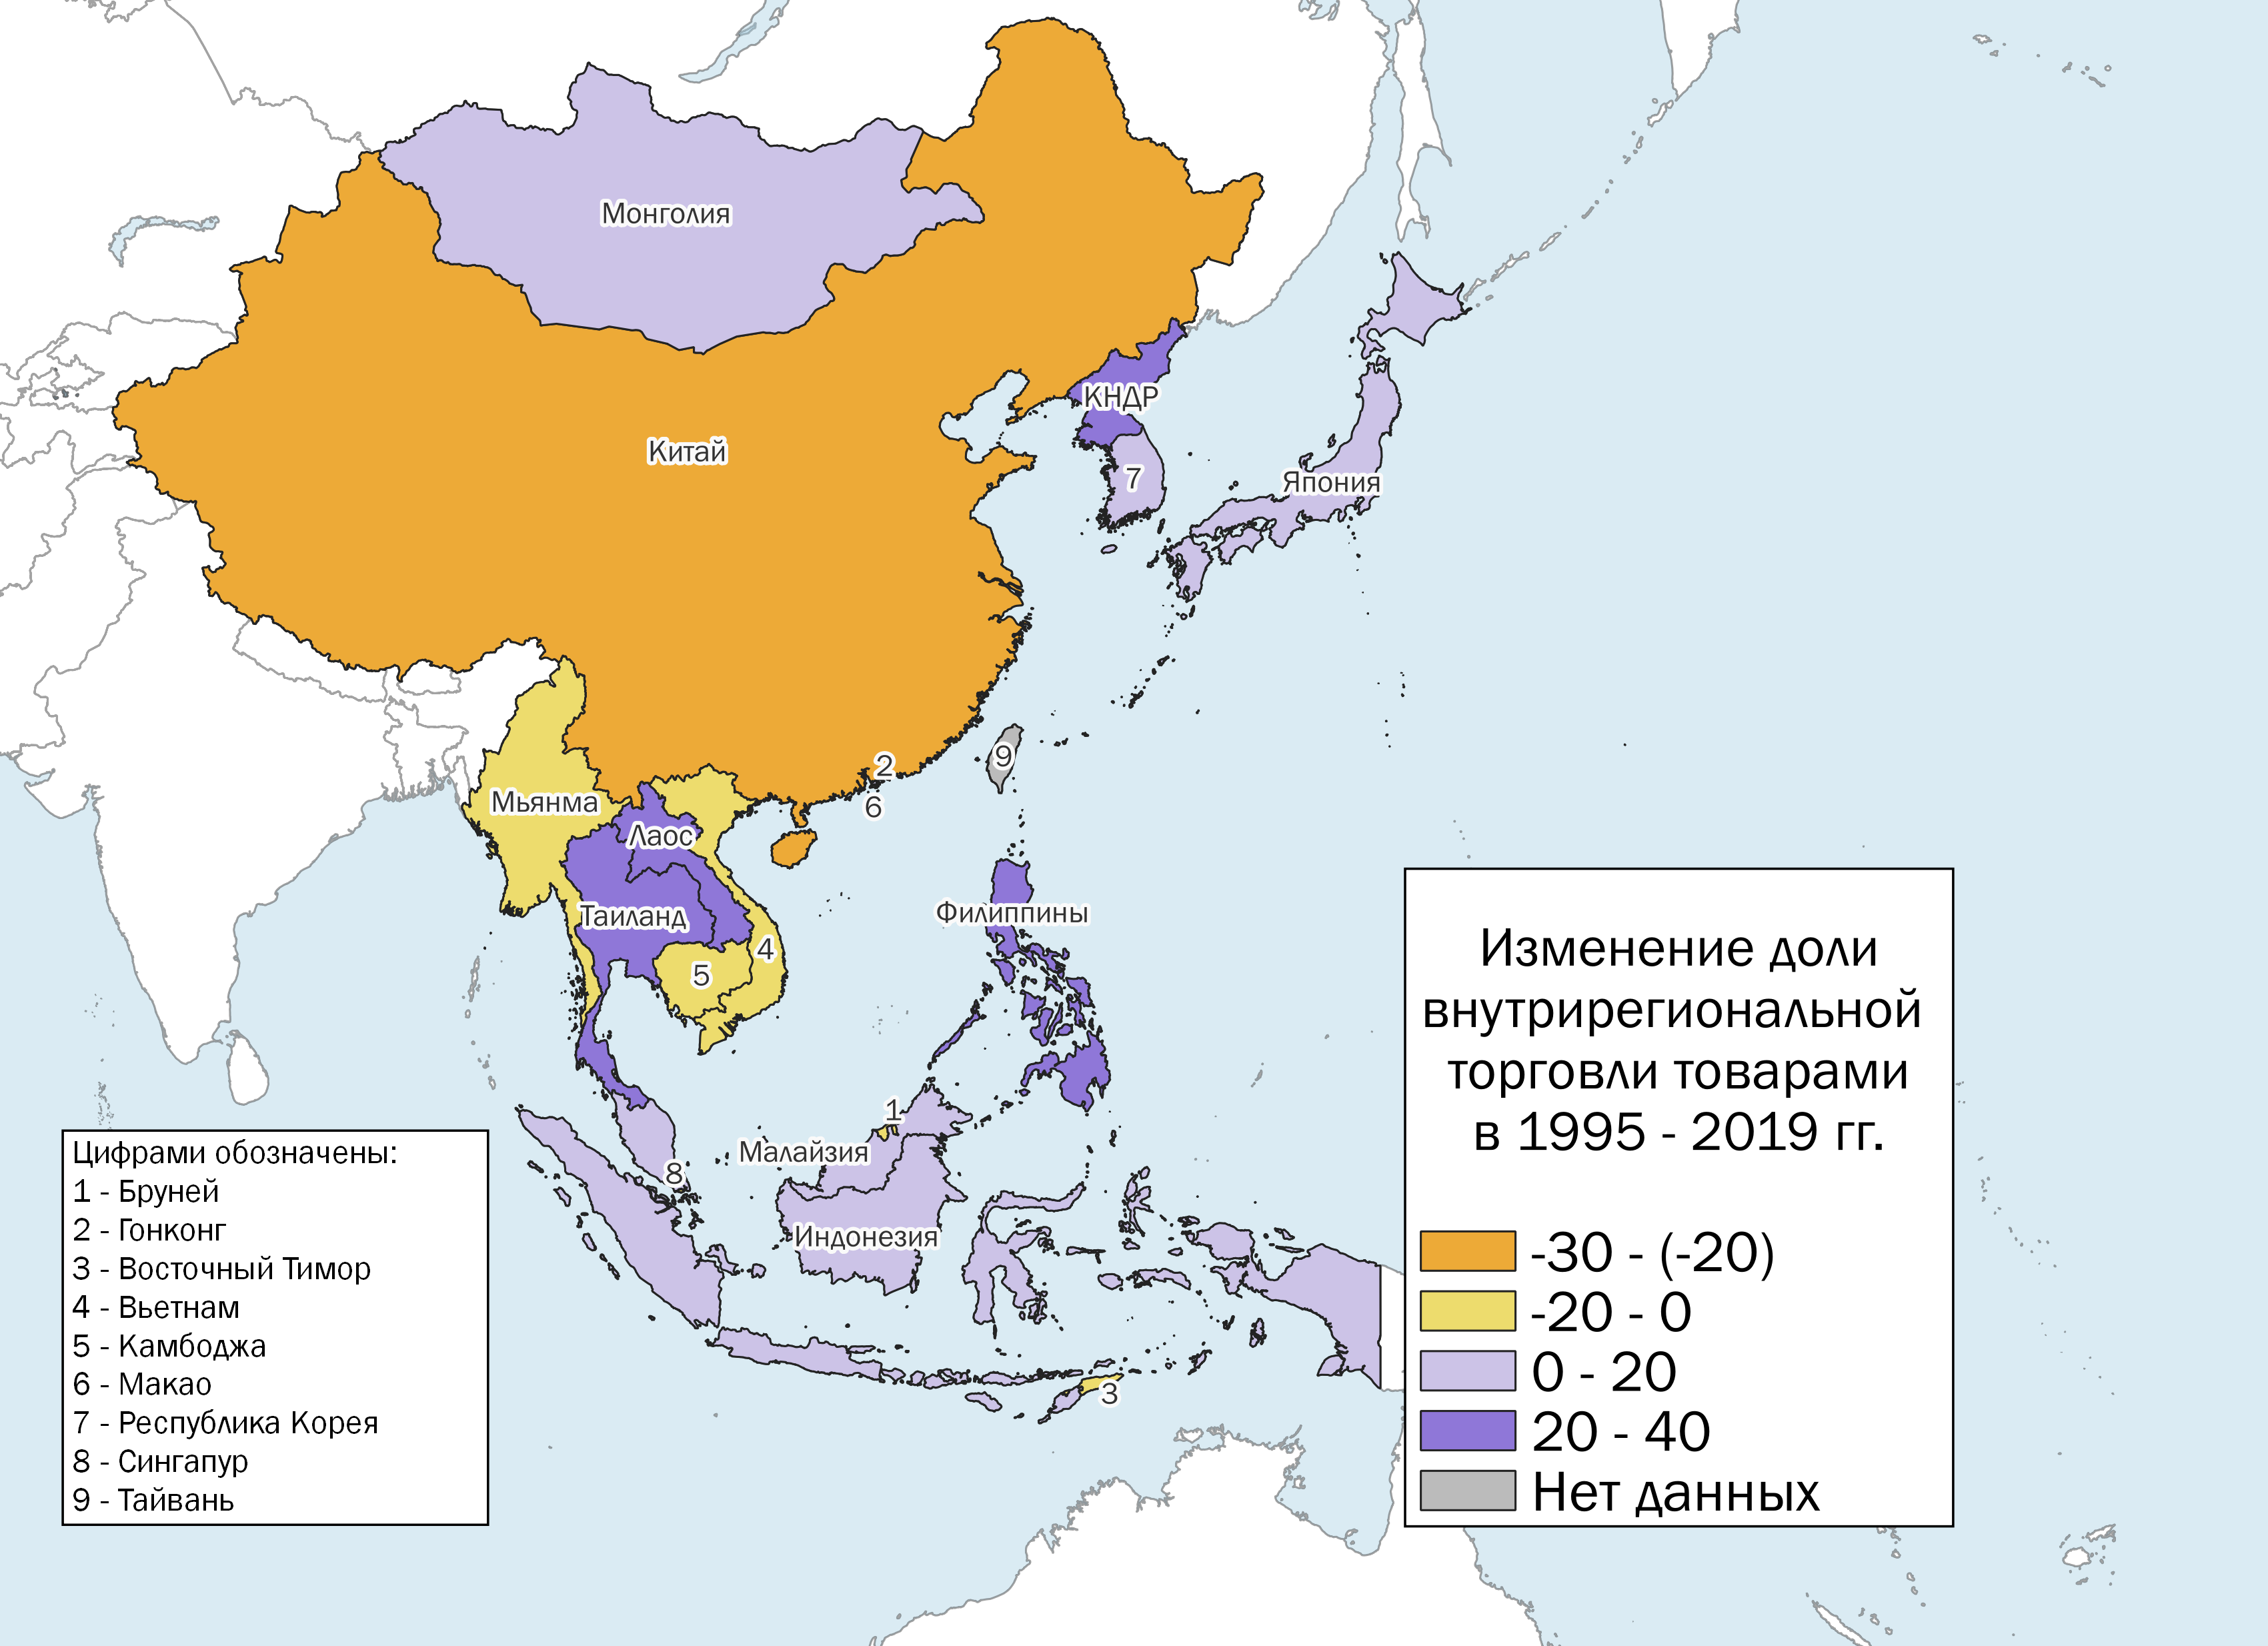 Монголия
Китай
КНДР
7
Япония
2
9
6
Мьянма
Лаос
Таиланд
Филиппины
4
5
1
Малайзия
8
Индонезия
3
Цифрами обозначены:
1 - Бруней
2 - Гонконг
3 - Восточный Тимор
4 - Вьетнам
5 - Камбоджа
6 - Макао
7 - Республика Корея
8 - Сингапур
9 - Тайвань
Изменение доли
внутрирегиональной
торговли товарами
в 1995 - 2019 гг.
-30 - (-20)
-20 - 0
0 - 20
20 - 40
Нет данных